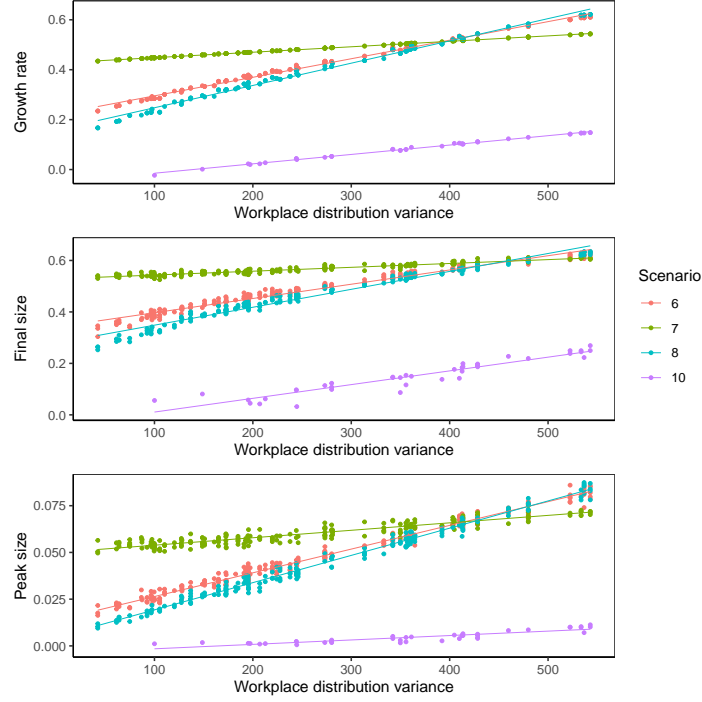 0.6
0.4
0.2
0.0
Growth rate
100 200 300 400 500
Workplace distribution variance
0.6
0.4
0.2
0.0
Final size
100 200 300 400 500
Workplace distribution variance
Scenario
6
7
8
10
0.075
0.050
0.025
0.000
Peak size
100 200 300 400 500
Workplace distribution variance